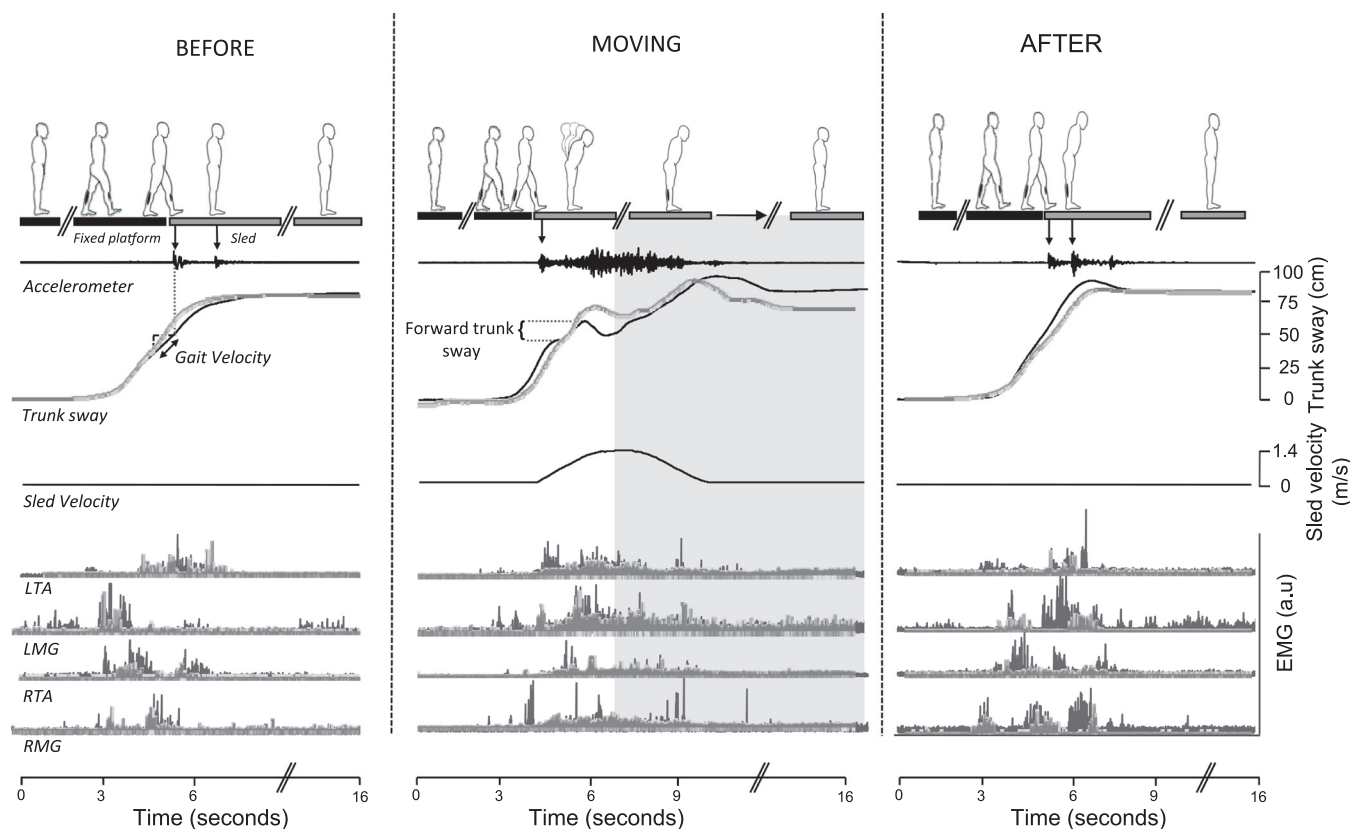 BEFORE
MOVING
AFTER
Fixed platform
Sled
Accelerometer
Gait Velocity
Trunk sway
Sled Velocity
LTA
LMG
RTA
RMG
Forward trunk
sway
100
75
50
25
0
Trunk sway (cm)
1.4
0
Sled velocity
(m/s)
EMG (a.u)
0 3 6 16
Time (seconds)
0 3 6 9 16
Time (seconds)
0 3 6 9 16
Time (seconds)